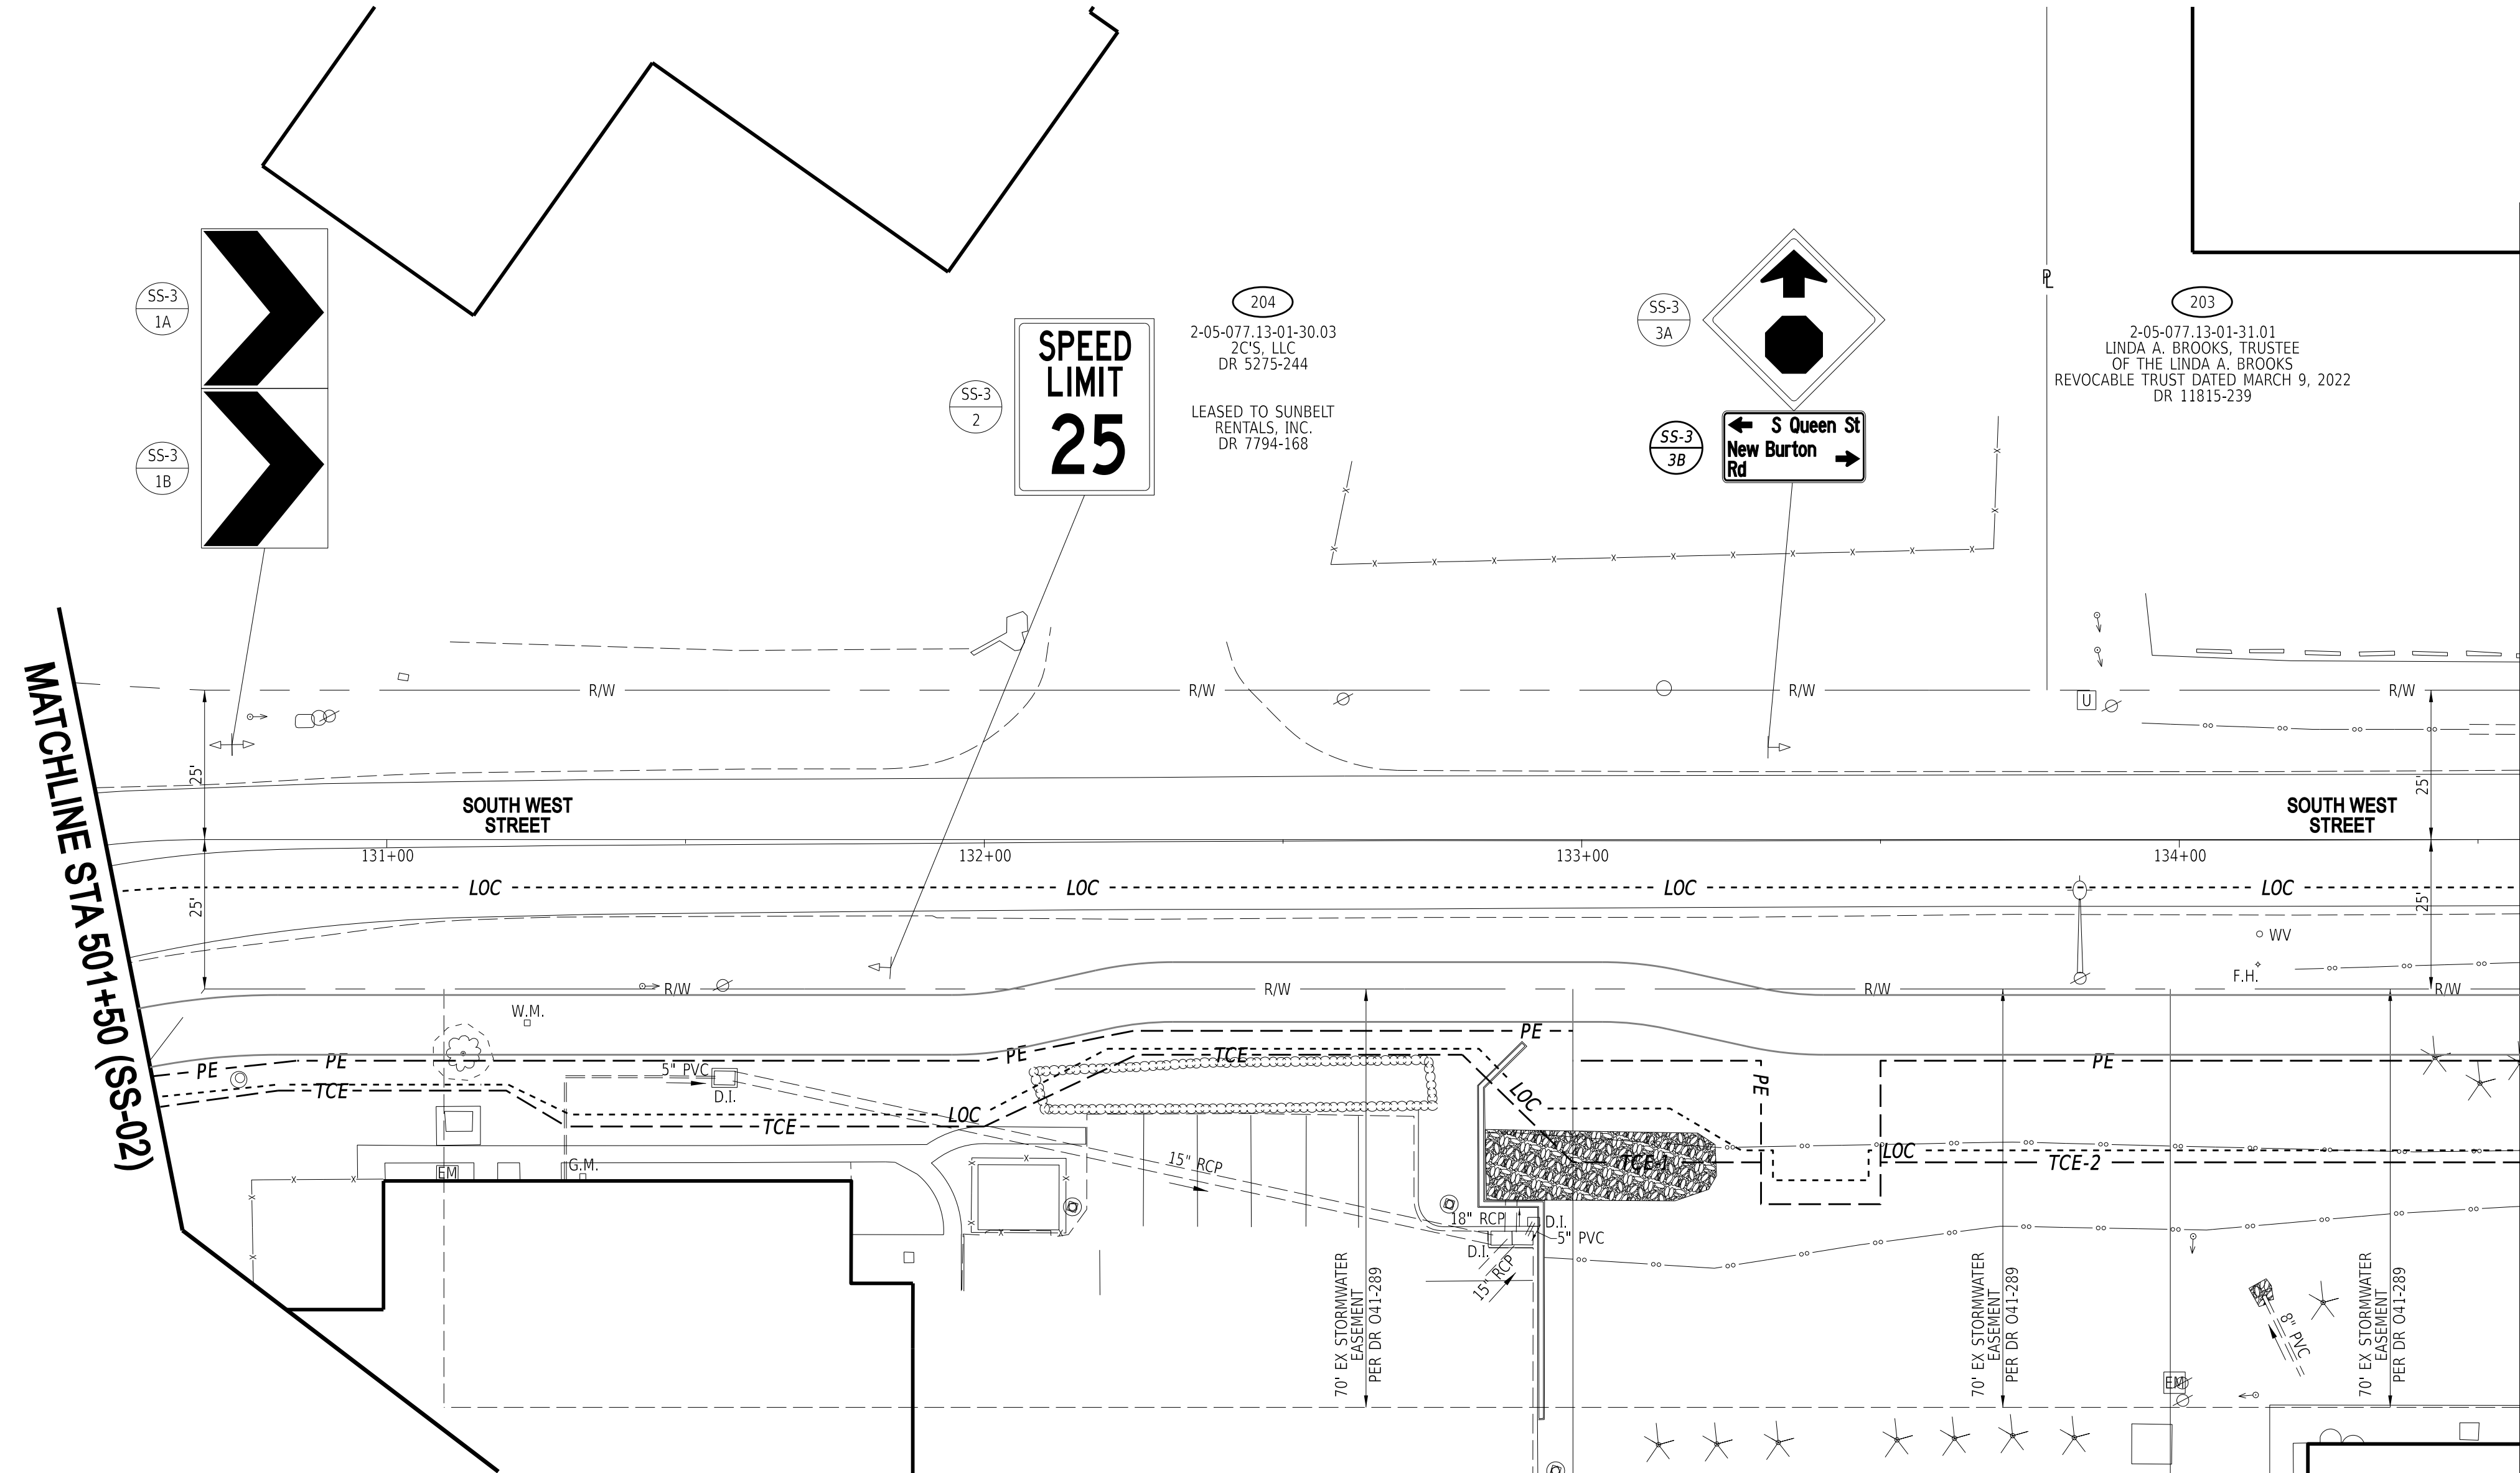 SS-3
1A
SS-3
1B
SS-3
2
SPEED
LIMIT
25
204
2-05-077.13-01-30.03
2C'S, LLC
DR 5275-244
LEASED TO SUNBELT
RENTALS, INC.
DR 7794-168
SS-3
3A
SS-3
3B
S Queen St
New Burton
Rd
PL
203
2-05-077.13-01-31.01
LINDA A. BROOKS, TRUSTEE
OF THE LINDA A. BROOKS
REVOCABLE TRUST DATED MARCH 9, 2022
DR 11815-239
MATCHLINE STA 501+50 (SS-02)
R/W
R/W
R/W
R/W
U
25'
25'
SOUTH WEST
STREET
SOUTH WEST
STREET
131+00
132+00
133+00
134+00
LOC
LOC
LOC
LOC
25'
25'
WV
F.H.
R/W
R/W
R/W
R/W
W.M.
PE
PE
PE
PE
PE
PE
TCE
TCE
TCE
LOC
LOC
LOC
TCE-1
TCE-2
5" PVC
D.I.
EM
G.M.
15" RCP
18" RCP
D.I.
5" PVC
D.I.
15" RCP
70' EX STORMWATER
EASEMENT
PER DR O41-289
70' EX STORMWATER
EASEMENT
PER DR O41-289
70' EX STORMWATER
EASEMENT
PER DR O41-289
8" PVC
EM